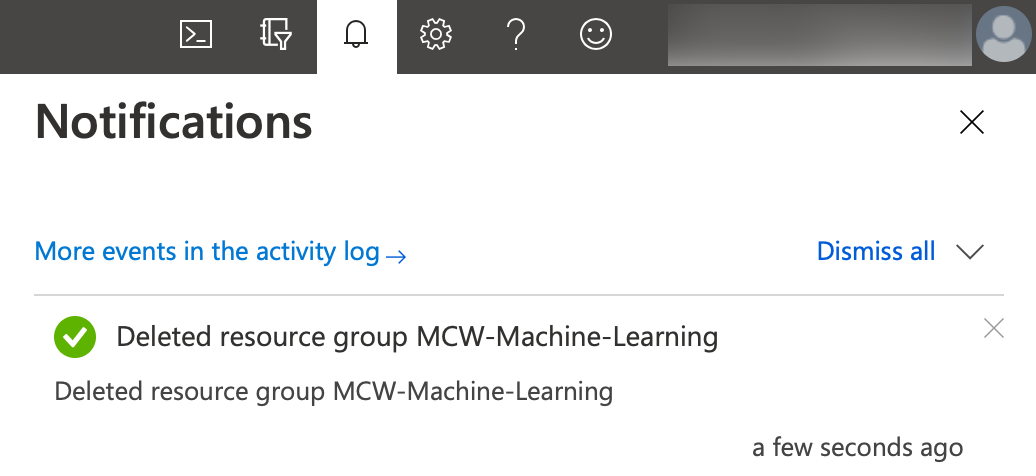 Notifications
More events in the activity log →
Dismiss all
Deleted resource group MCW-Machine-Learning
Deleted resource group MCW-Machine-Learning
a few seconds ago